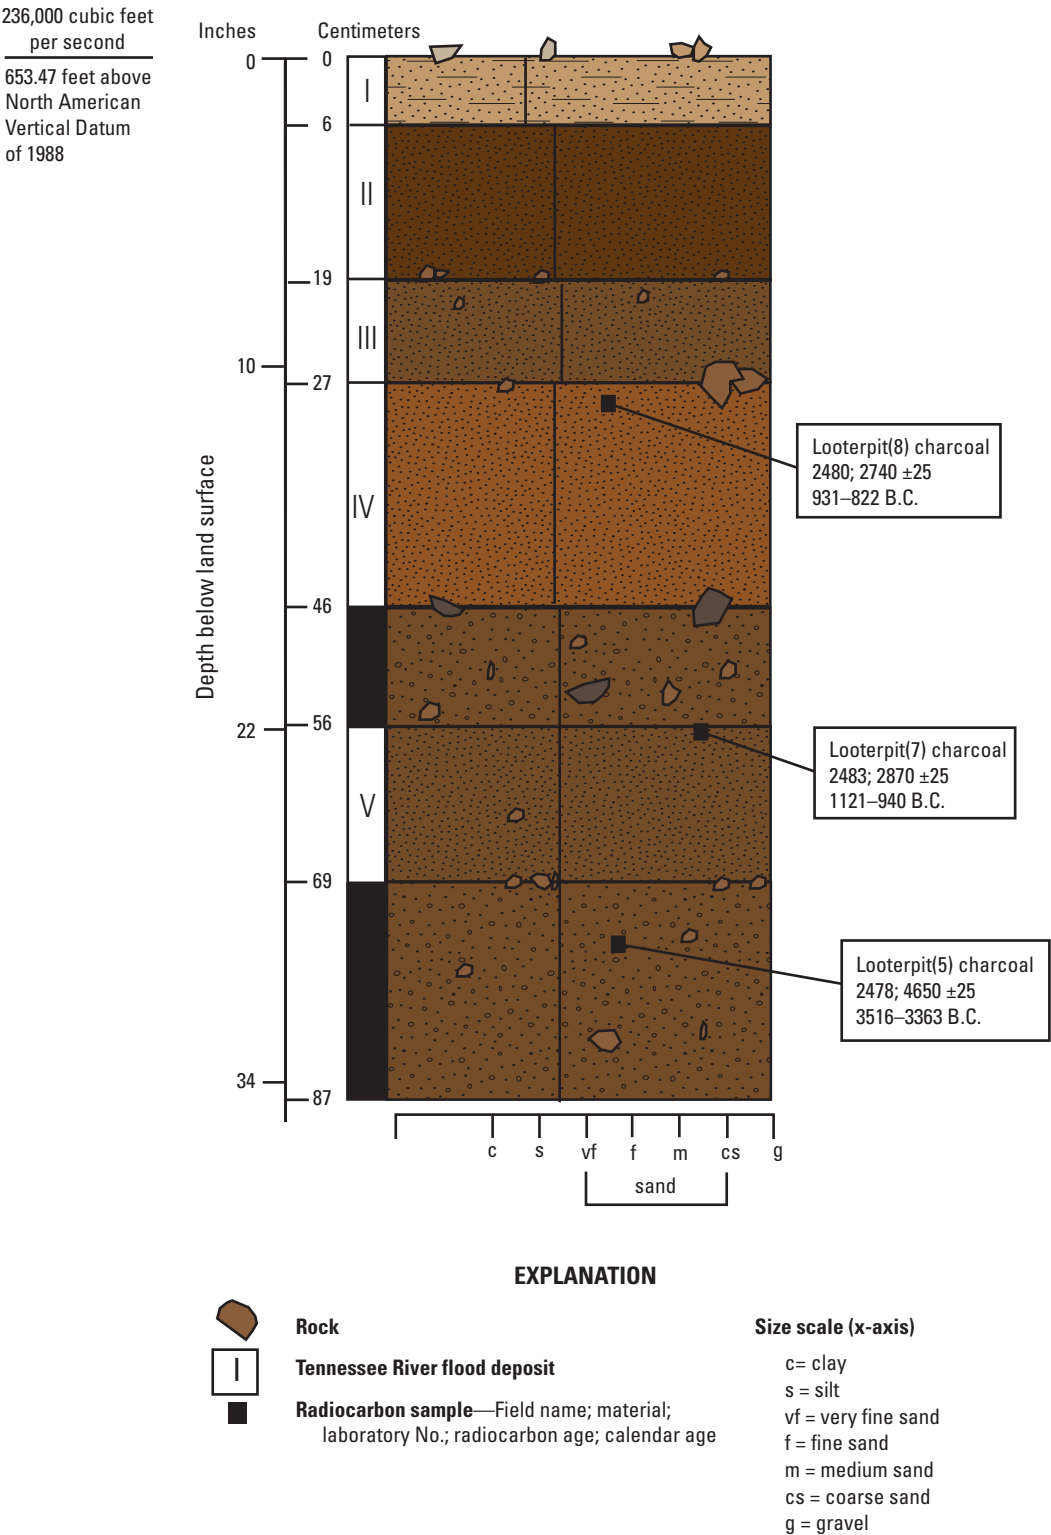 236,000 cubic feet
per second
653.47 feet above
North American
Vertical Datum
of 1988
Inches
Centimeters
Depth below land surface
0
0
6
19
10
27
46
56
22
69
34
87
I
II
III
IV
V
Looterpit(8) charcoal
2480; 2740 ±25
931–822 B.C.
Looterpit(7) charcoal
2483; 2870 ±25
1121–940 B.C.
Looterpit(5) charcoal
2478; 4650 ±25
3516–3363 B.C.
c s vf f m cs g
sand
EXPLANATION
Rock
I
Tennessee River flood deposit
Radiocarbon sample—Field name; material;
laboratory No.; radiocarbon age; calendar age
Size scale (x-axis)
c= clay
s = silt
vf = very fine sand
f = fine sand
m = medium sand
cs = coarse sand
g = gravel